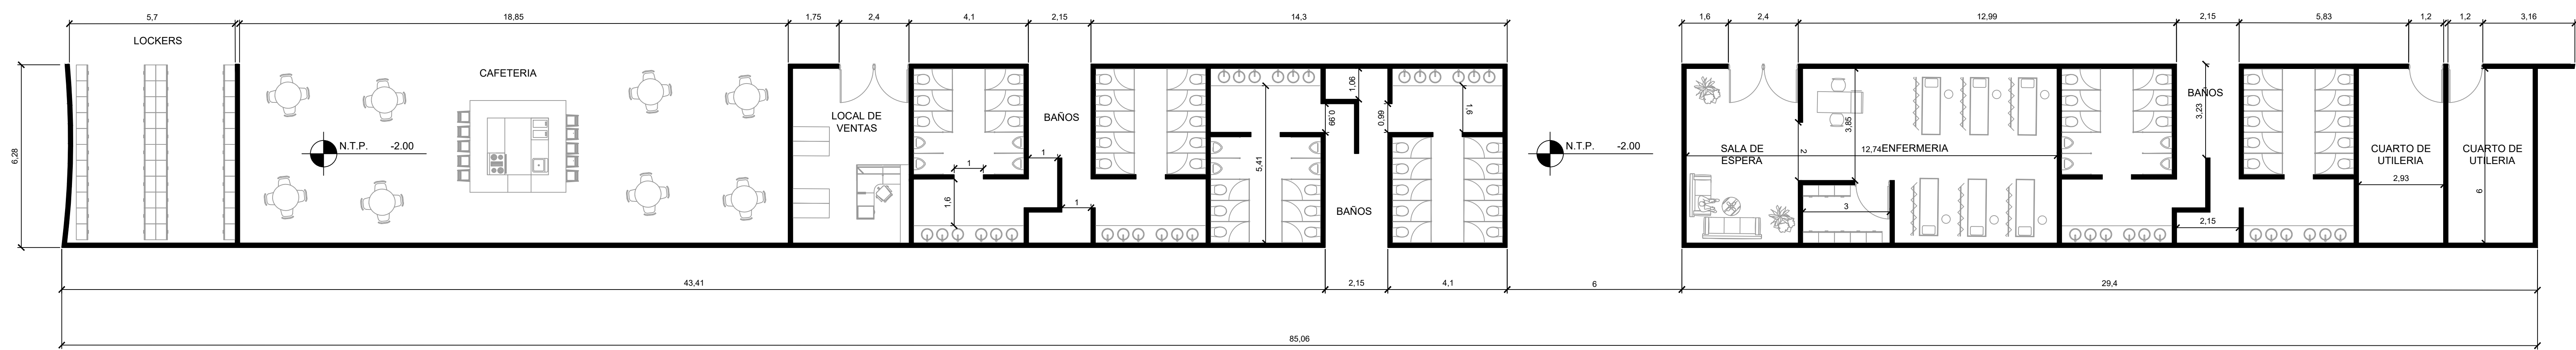 5,7
18,85
1,75
2,4
4,1
2,15
14,3
1,6
2,4
12,99
2,15
5,83
1,2
1,2
3,16
LOCKERS
CAFETERIA
LOCAL DE
VENTAS
BAÑOS
BAÑOS
N.T.P. -2.00
N.T.P. -2.00
6,28
1
1,6
1
1
5,41
1,06
0,99
0,99
1,6
SALA DE
ESPERA
12,74
ENFERMERIA
3,85
2
3
BAÑOS
3,23
2,15
CUARTO DE
UTILERIA
2,93
CUARTO DE
UTILERIA
6
43,41
2,15
4,1
6
29,4
85,06